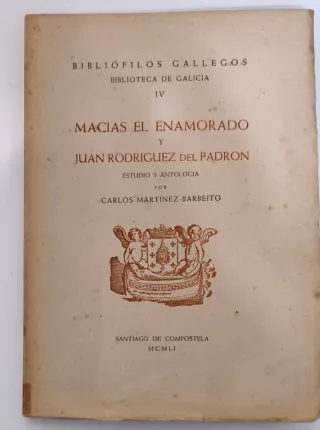 BIBLIÓFILOS GALLEGOS
BIBLIOTECA DE GALICIA
IV
MACIAS EL ENAMORADO
Y
JUAN RODRIGUEZ DEL PADRON
ESTUDIO Y ANTOLOGIA
POR
CARLOS MARTINEZ-BARBEITO
SANTIAGO DE COMPOSTELA
MCMLI